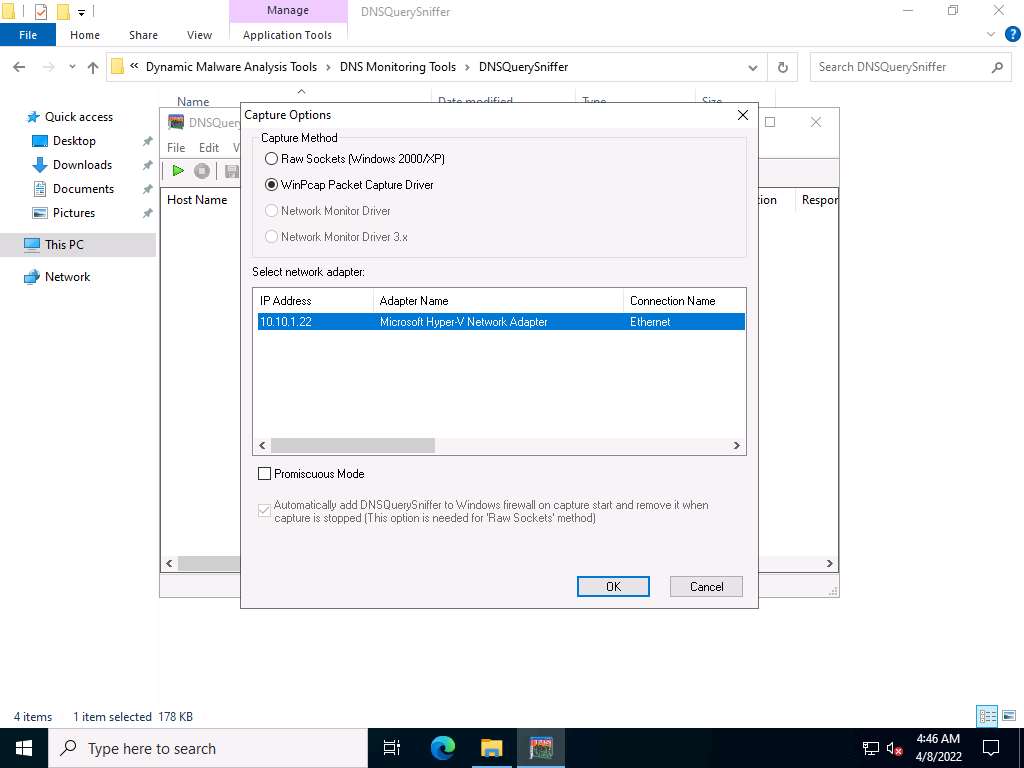 Manage
DNSQuerySniffer
File Home Share View Application Tools
« Dynamic Malware Analysis Tools › DNS Monitoring Tools › DNSQuerySniffer
Search DNSQuerySniffer
Name Date modified Type Size
Quick access
Desktop
Downloads
Documents
Pictures
This PC
Network
DNSQuery
File Edit V
Host Name
Capture Options
Capture Method
Raw Sockets (Windows 2000/XP)
WinPcap Packet Capture Driver
Network Monitor Driver
Network Monitor Driver 3.x
Select network adapter:
IP Address Adapter Name Connection Name
10.10.1.22 Microsoft Hyper-V Network Adapter Ethernet
Promiscuous Mode
Automatically add DNSQuerySniffer to Windows firewall on capture start and remove it when
capture is stopped (This option is needed for 'Raw Sockets' method)
OK Cancel
tion Respor
4 items 1 item selected 178 KB
Type here to search
4:46 AM
4/8/2022